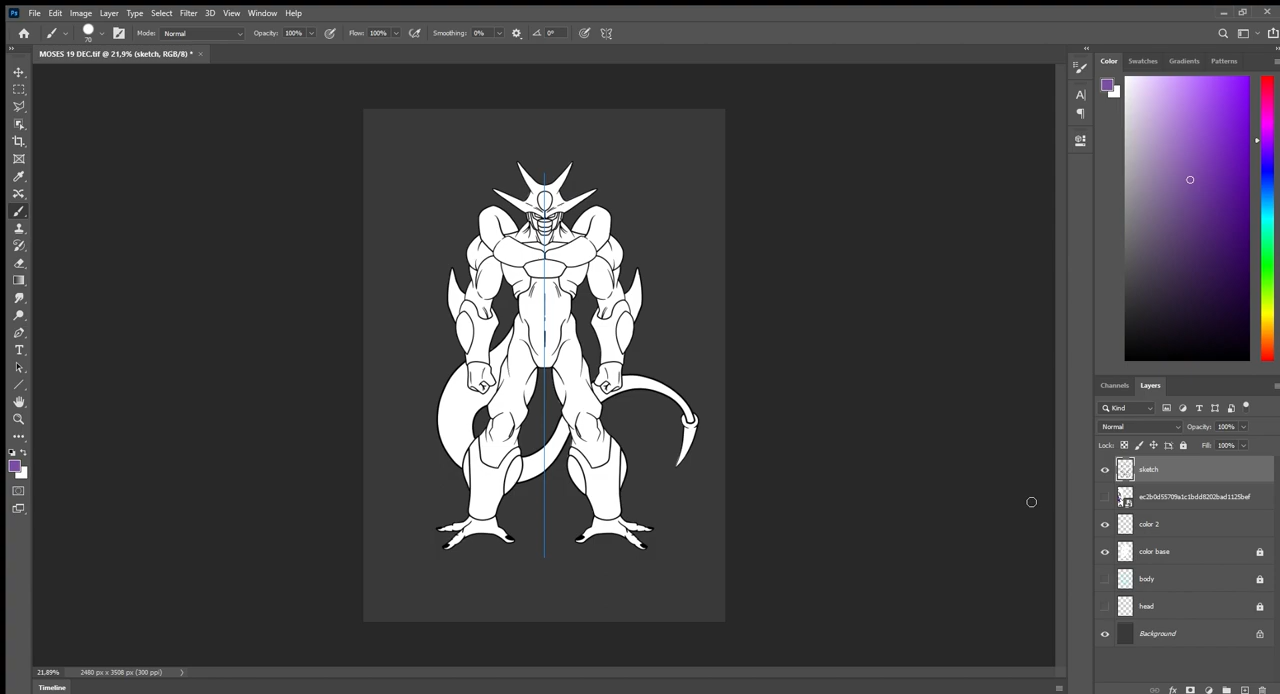 Ps File Edit Image Layer Type Select Filter 3D View Window Help
70 Mode: Normal Opacity: 100% Flow: 100% Smoothing: 0% 0°
MOSES 19 DEC.tif @ 21,9% (sketch, RGB/8) * ×
Color Swatches Gradients Patterns
Channels Layers
Kind
Normal Opacity: 100%
Lock: Fill: 100%
sketch
ec2b0d55709a1c1bdd8202bad1125bef
color 2
color base
body
head
Background
fx
21,89% 2480 px x 3508 px (300 ppi)
Timeline